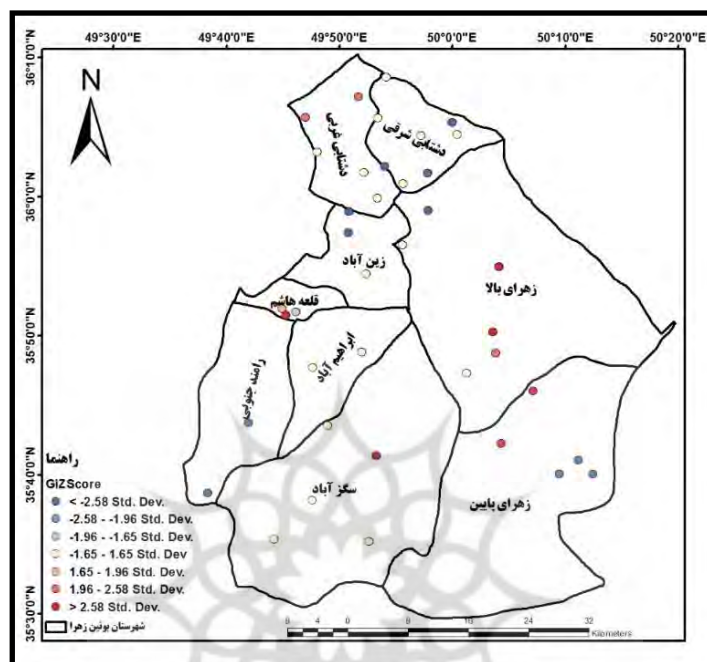 49°30'0"E 49°40'0"E 49°50'0"E 50°00'0"E 50°10'0"E 50°20'0"E
36°10'0"N
N
دشتابی غربی
دشتابی شرقی
36°0'0"N
زین آباد
زهرای بالا
قلعه هاشم
35°50'0"N
ابراهیم آباد
رامند جنوبی
35°40'0"N
سگز آباد
زهرای پایین
35°30'0"N
راهنما
GiZScore
< -2.58 Std. Dev.
-2.58 - -1.96 Std. Dev.
-1.96 - -1.65 Std. Dev.
-1.65 - 1.65 Std. Dev
1.65 - 1.96 Std. Dev.
1.96 - 2.58 Std. Dev.
> 2.58 Std. Dev.
شهرستان بوئین زهرا
8 4 0 8 16 24 32
Kilometers